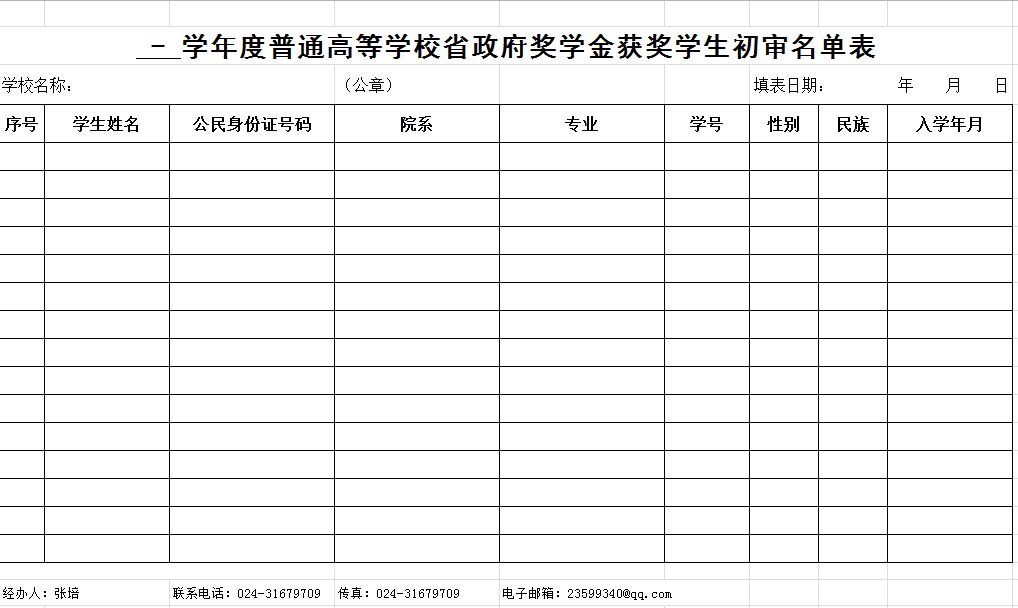 - 学年度普通高等学校省政府奖学金获奖学生初审名单表
学校名称: （公章） 填表日期: 年 月 日
序号 学生姓名 公民身份证号码 院系 专业 学号 性别 民族 入学年月
经办人: 张培 联系电话: 024-31679709 传真: 024-31679709 电子邮箱: 23599340@qq.com